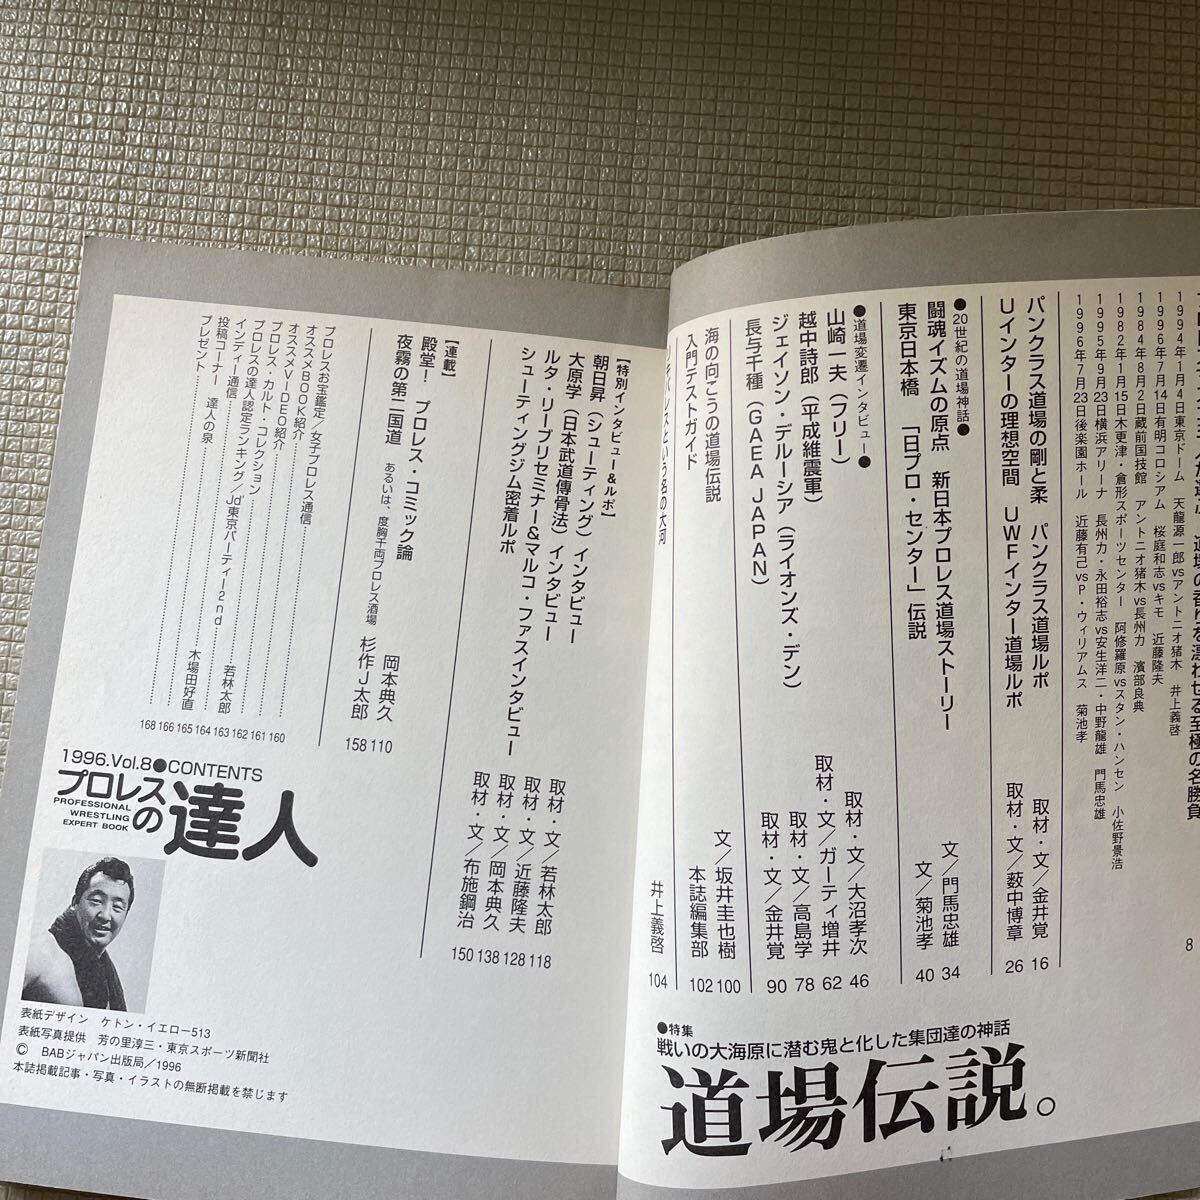 1994年1月4日東京ドーム　天龍源一郎vsアントニオ猪木　井上義啓
1996年7月14日有明コロシアム　桜庭和志vsキモ　近藤隆夫
1984年8月2日蔵前国技館　アントニオ猪木vs長州力　濱部良典
1982年1月15日木更津・倉形スポーツセンター　阿修羅原vsスタン・ハンセン　小佐野景浩
1995年9月23日横浜アリーナ　長州力・永田裕志vs安生洋二・中野龍雄　門馬忠雄
1996年7月23日後楽園ホール　近藤有己vsP・ウィリアムス　菊池孝
8
パンクラス道場の剛と柔　パンクラス道場ルポ　取材・文／金井覚　16
Uインターの理想空間　UWFインター道場ルポ　取材・文／薮中博章　26
●20世紀の道場神話●
闘魂イズムの原点　新日本プロレス道場ストーリー　文／門馬忠雄　34
東京日本橋　「日プロ・センター」伝説　文／菊池孝　40
●道場変遷インタビュー●
山崎一夫（フリー）　取材・文／大沼孝次　46
越中詩郎（平成維震軍）　取材・文／ガーティ増井　62
ジェイソン・デルーシア（ライオンズ・デン）　取材・文／高島学　78
長与千種（GAEA JAPAN）　取材・文／金井覚　90
海の向こうの道場伝説　文／坂井圭也樹　100
入門テストガイド　本誌編集部　102
という名の大河　井上義啓　104
●特集
戦いの大海原に潜む鬼と化した集団達の神話
道場伝説。
【特別インタビュー&ルポ】
朝日昇（シューティング）インタビュー　取材・文／若林太郎　118
大原学（日本武道傳骨法）インタビュー　取材・文／近藤隆夫　128
ルタ・リーブリセミナー&マルコ・ファスインタビュー　取材・文／岡本典久　138
シューティングジム密着ルポ　取材・文／布施鋼治　150
【連載】
殿堂！　プロレス・コミック論　岡本典久　110
夜霧の第二国道　あるいは、度胸千両プロレス酒場　杉作J太郎　158
プロレスお宝鑑定／女子プロレス通信　160
オススメBOOK紹介　161
オススメVIDEO紹介　162
プロレス・カルト・コレクション　163
プロレスの達人認定ランキング／Jd'東京パーティー2nd　若林太郎　164
インディー通信　木場田好直　165
投稿コーナー　達人の泉　166
プレゼント　168
1996.Vol.8●CONTENTS
プロレスの達人
PROFESSIONAL
WRESTLING
EXPERT BOOK
表紙デザイン　ケトン・イエロー513
表紙写真提供　芳の里淳三・東京スポーツ新聞社
©　BABジャパン出版局／1996
本誌掲載記事・写真・イラストの無断掲載を禁じます